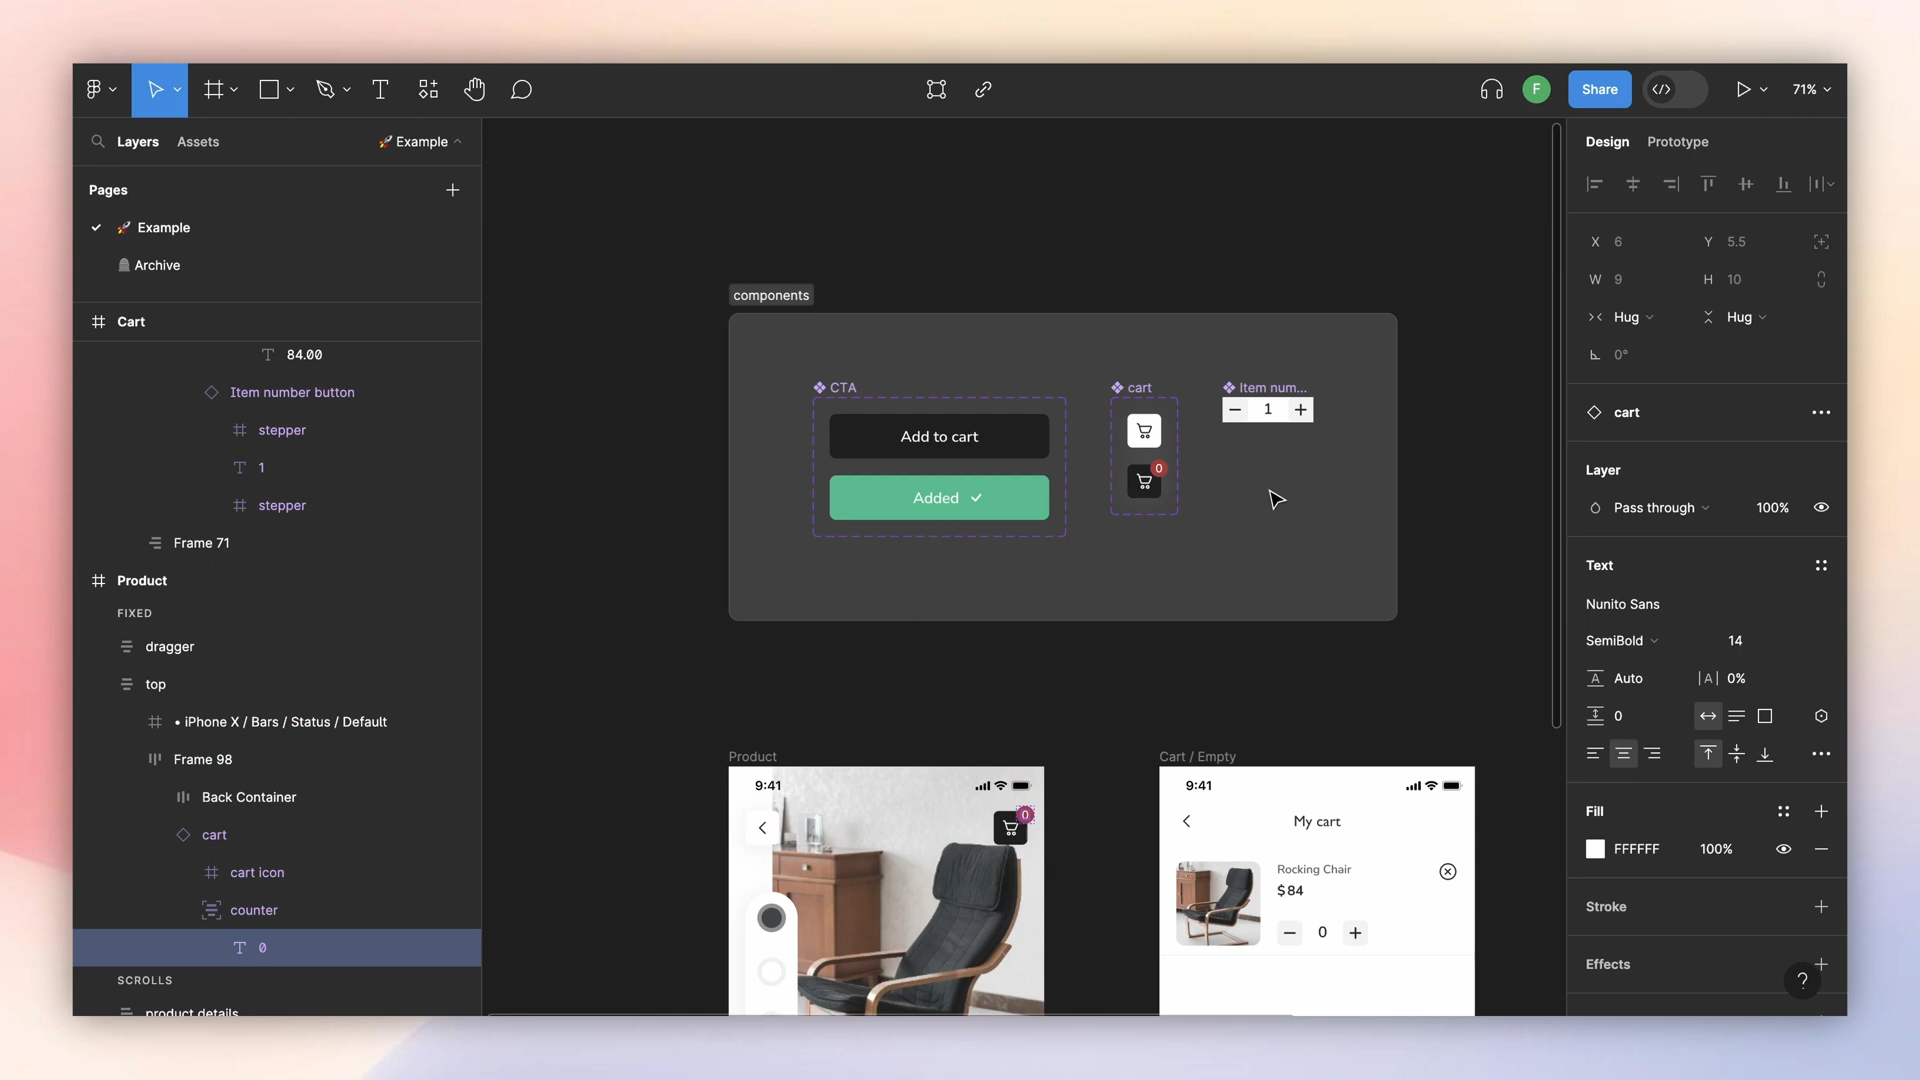 F
Share
71%
Layers
Assets
Example
Pages
Example
Archive
Cart
84.00
Item number button
stepper
1
stepper
Frame 71
Product
FIXED
dragger
top
• iPhone X / Bars / Status / Default
Frame 98
Back Container
cart
cart icon
counter
0
SCROLLS
product details
components
CTA
Add to cart
Added
cart
0
Item num...
1
Product
9:41
0
Cart / Empty
9:41
My cart
Rocking Chair
$84
0
Design
Prototype
X 6
Y 5.5
W 9
H 10
Hug
Hug
0°
cart
Layer
Pass through
100%
Text
Nunito Sans
SemiBold
14
Auto
|A| 0%
0
Fill
FFFFFF
100%
Stroke
Effects
?